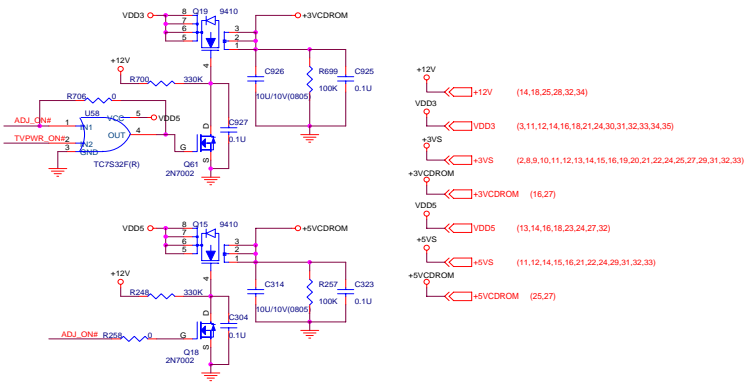 Q19 9410
VDD3
8
7
6
5
3
2
1
4
+3VCDROM
+12V
R700 330K
C926
10U/10V(0805)
R699
100K
C925
0.1U
R706 0
U58
ADJ_ON#
1
IN1
VCC
5
VDD5
OUT
4
TVPWR_ON#
2
IN2
3
GND
TC7S32F(R)
C927
0.1U
D
G
S
Q61
2N7002
Q15 9410
VDD5
8
7
6
5
3
2
1
4
+5VCDROM
+12V
R248 330K
C314
10U/10V(0805)
R257
100K
C323
0.1U
C304
0.1U
ADJ_ON#
R258 0
D
G
S
Q18
2N7002
+12V
+12V (14,18,25,28,32,34)
VDD3
VDD3 (3,11,12,14,16,18,21,24,30,31,32,33,34,35)
+3VS
+3VS (2,8,9,10,11,12,13,14,15,16,19,20,21,22,24,25,27,29,31,32,33)
+3VCDROM
+3VCDROM (16,27)
VDD5
VDD5 (13,14,16,18,23,24,27,32)
+5VS
+5VS (11,12,14,15,16,21,22,24,29,31,32,33)
+5VCDROM
+5VCDROM (25,27)